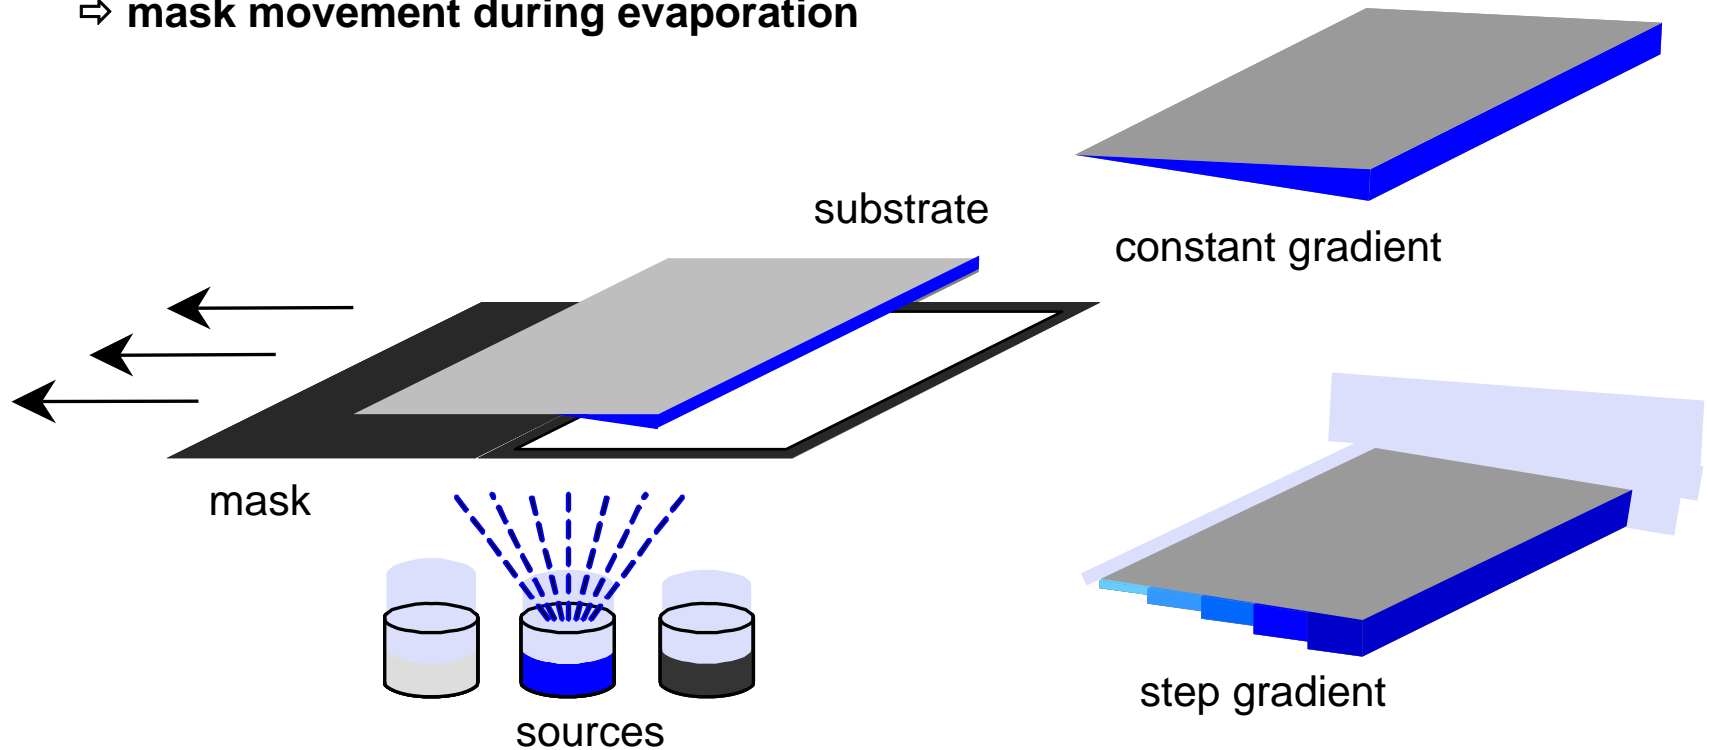 ⇨ mask movement during evaporation
substrate
constant gradient
mask
sources
step gradient